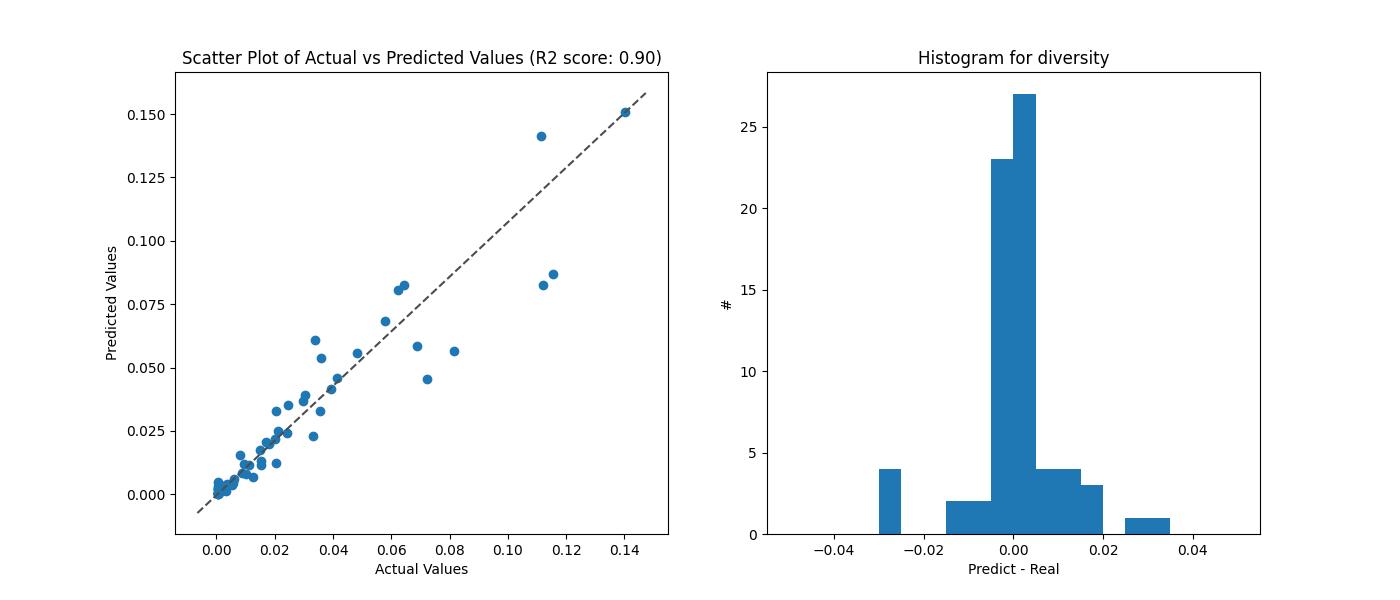 Scatter Plot of Actual vs Predicted Values (R2 score: 0.90)
0.150
0.125
0.100
0.075
0.050
0.025
0.000
Predicted Values
0.00 0.02 0.04 0.06 0.08 0.10 0.12 0.14
Actual Values
Histogram for diversity
25
20
15
10
5
0
#
−0.04 −0.02 0.00 0.02 0.04
Predict - Real